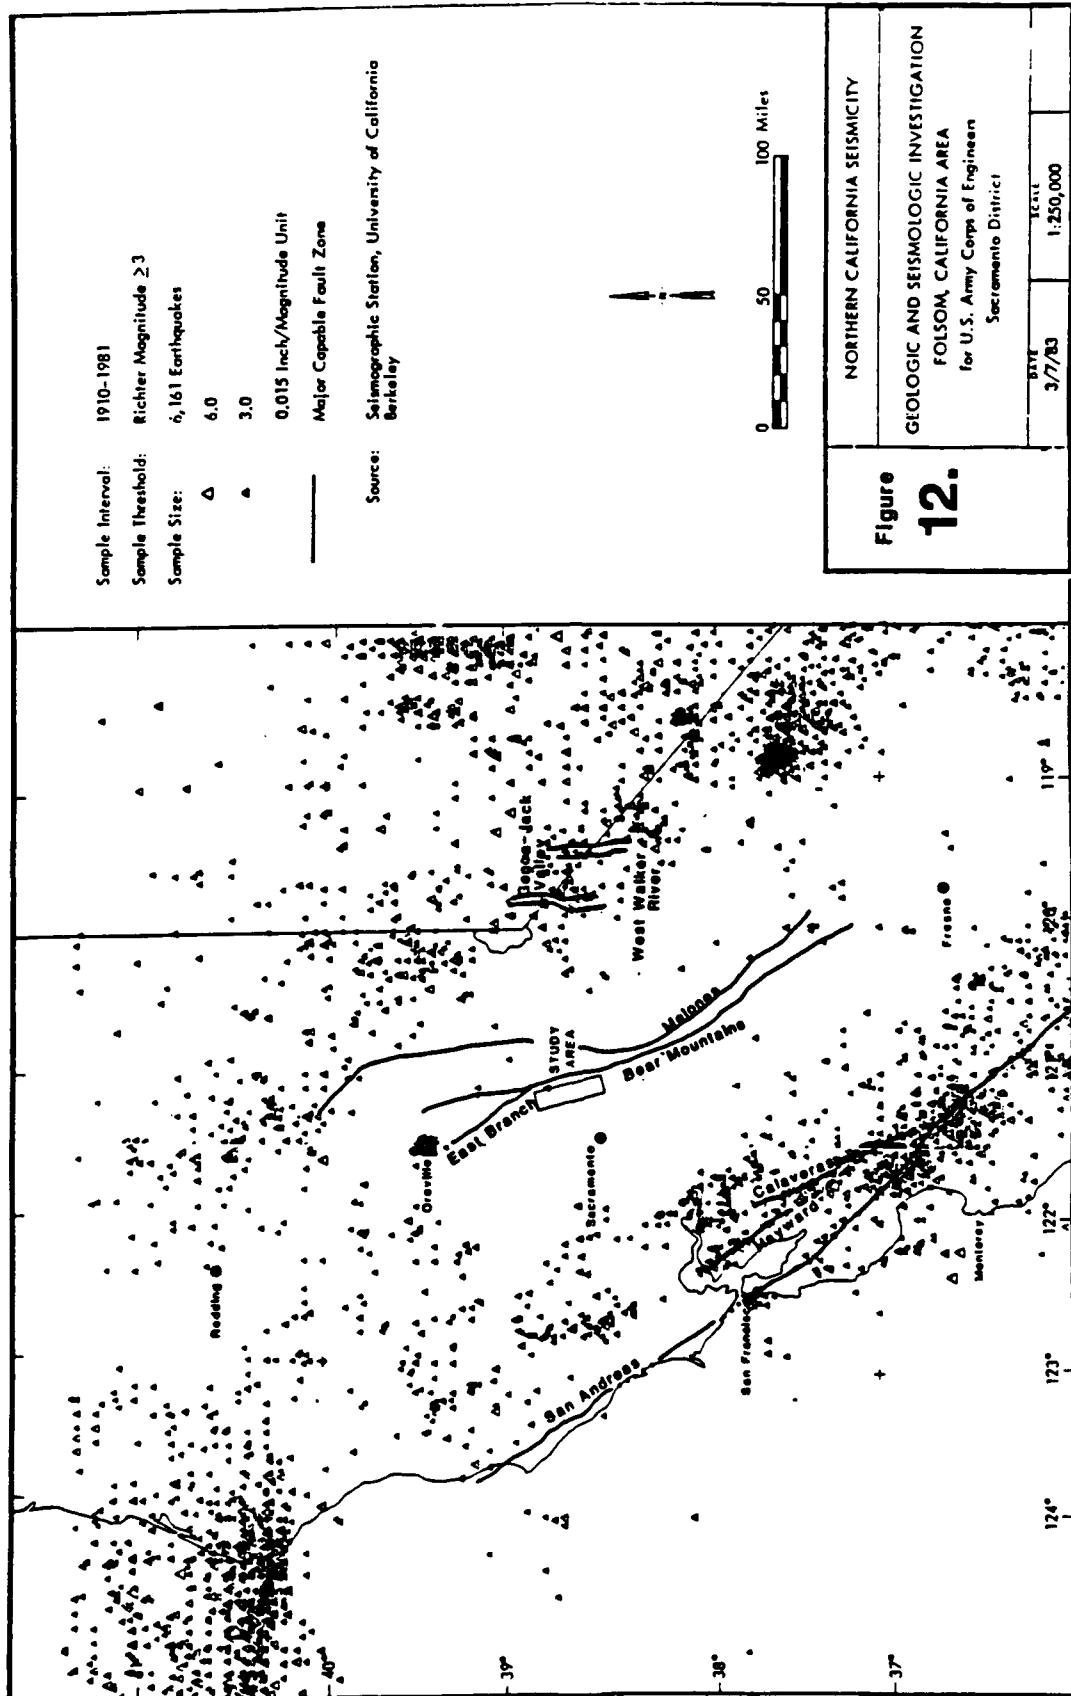 Sample Interval: 1910-1981
Sample Threshold: Richter Magnitude ≥3
Sample Size: 6,161 Earthquakes
6.0
3.0
0.015 Inch/Magnitude Unit
Major Capable Fault Zone
Source: Seismographic Station, University of California
Berkeley
0 50 100 Miles
Figure
12.
NORTHERN CALIFORNIA SEISMICITY
GEOLOGIC AND SEISMOLOGIC INVESTIGATION
FOLSOM, CALIFORNIA AREA
for U.S. Army Corps of Engineers
Sacramento District
DATE
3/7/83
SCALE
1:250,000
Redding
Oroville
East Branch
STUDY
AREA
Sacramento
Bear Mountains
Melones
Valley
West Walker
River
San Andreas
San Francisco
Hayward
Calaveras
Monterey
Fresno
40°
39°
38°
37°
124°
123°
122°
121°
120°
119°